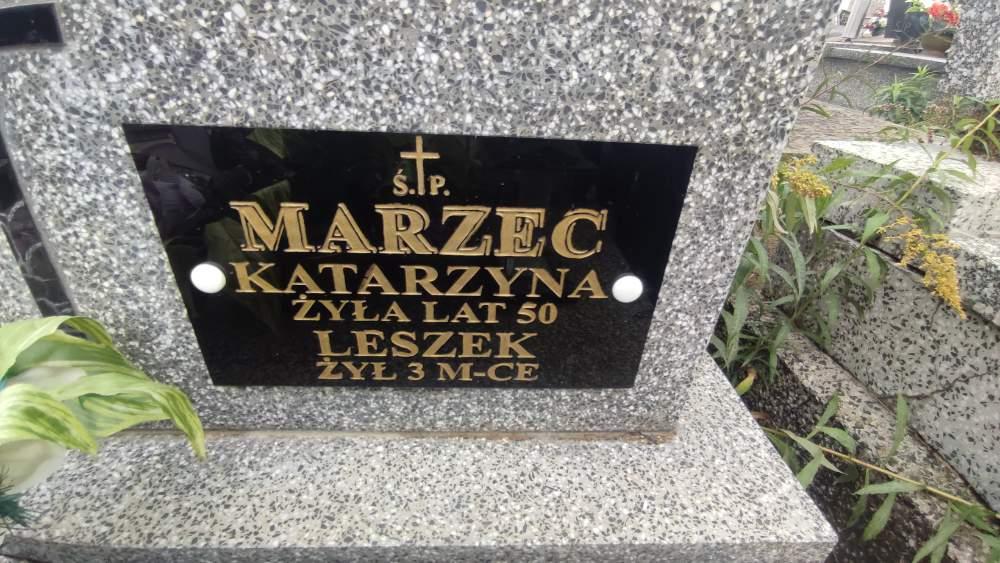 Ś.P.
MARZEC
KATARZYNA
ŻYŁA LAT 50
LESZEK
ŻYŁ 3 M-CE